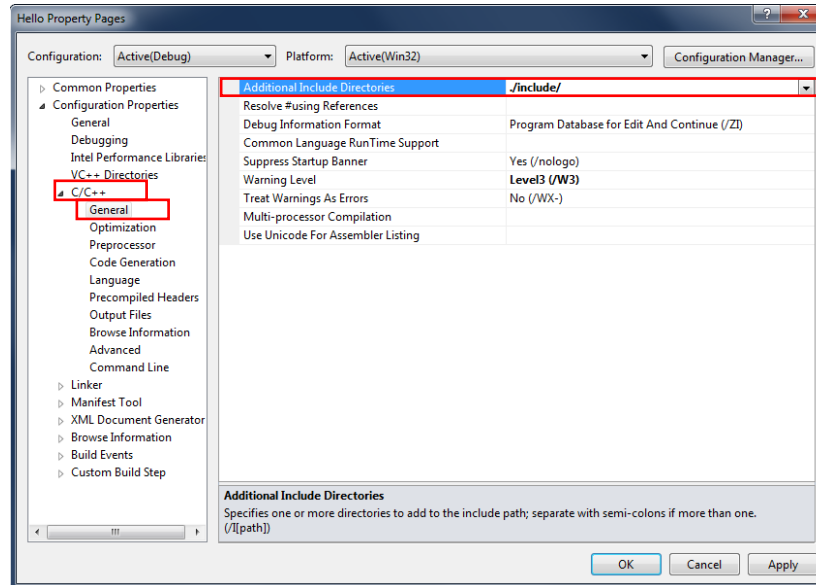 Hello Property Pages
Configuration: Active(Debug) Platform: Active(Win32) Configuration Manager...
Common Properties
Configuration Properties
General
Debugging
Intel Performance Libraries
VC++ Directories
C/C++
General
Optimization
Preprocessor
Code Generation
Language
Precompiled Headers
Output Files
Browse Information
Advanced
Command Line
Linker
Manifest Tool
XML Document Generator
Browse Information
Build Events
Custom Build Step
Additional Include Directories ./include/
Resolve #using References
Debug Information Format Program Database for Edit And Continue (/ZI)
Common Language RunTime Support
Suppress Startup Banner Yes (/nologo)
Warning Level Level3 (/W3)
Treat Warnings As Errors No (/WX-)
Multi-processor Compilation
Use Unicode For Assembler Listing
Additional Include Directories
Specifies one or more directories to add to the include path; separate with semi-colons if more than one.
(/I[path])
OK Cancel Apply